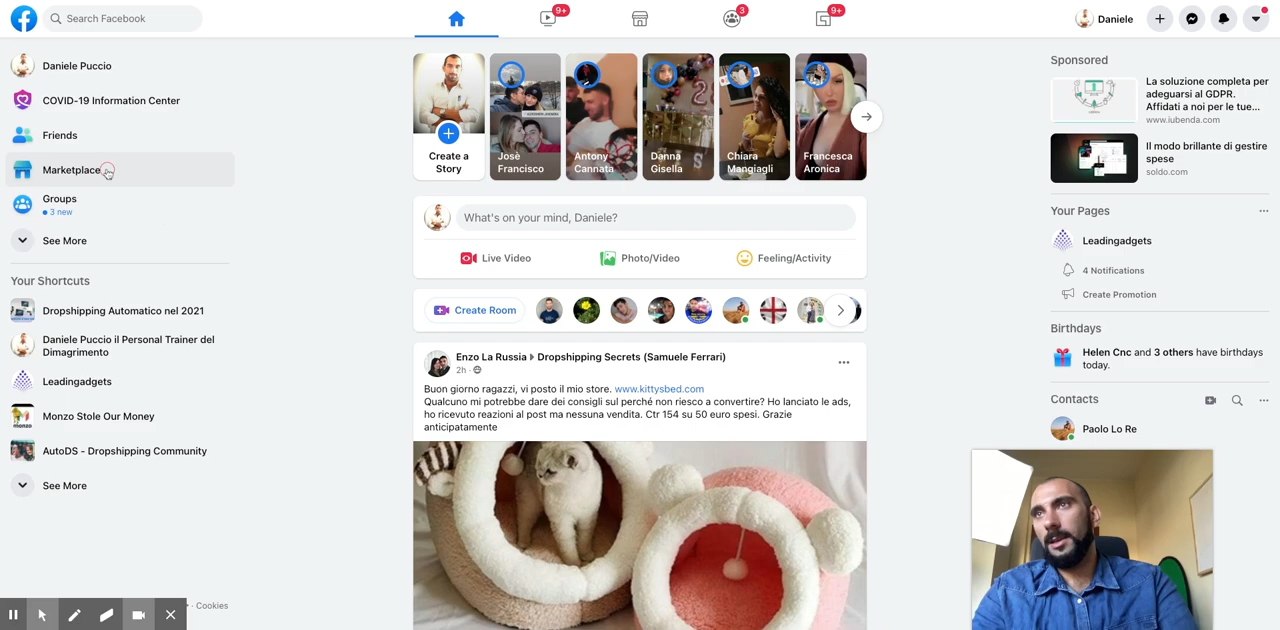 Search Facebook
9+
3
9+
Daniele
Daniele Puccio
COVID-19 Information Center
Friends
Marketplace
Groups
3 new
See More
Your Shortcuts
Dropshipping Automatico nel 2021
Daniele Puccio il Personal Trainer del
Dimagrimento
Leadingadgets
monzo
Monzo Stole Our Money
AutoDS - Dropshipping Community
See More
· Cookies
Create a
Story
Josè
Francisco
Antony
Cannata
Danna
Gisella
Chiara
Mangiagli
Francesca
Aronica
What's on your mind, Daniele?
Live Video
Photo/Video
Feeling/Activity
Create Room
Enzo La Russia ▸ Dropshipping Secrets (Samuele Ferrari)
2h ·
Buon giorno ragazzi, vi posto il mio store. www.kittysbed.com
Qualcuno mi potrebbe dare dei consigli sul perché non riesco a convertire? Ho lanciato le ads,
ho ricevuto reazioni al post ma nessuna vendita. Ctr 154 su 50 euro spesi. Grazie
anticipatamente
Sponsored
La soluzione completa per
adeguarsi al GDPR.
Affidati a noi per le tue...
www.iubenda.com
Il modo brillante di gestire
spese
soldo.com
Your Pages
Leadingadgets
4 Notifications
Create Promotion
Birthdays
Helen Cnc and 3 others have birthdays
today.
Contacts
Paolo Lo Re